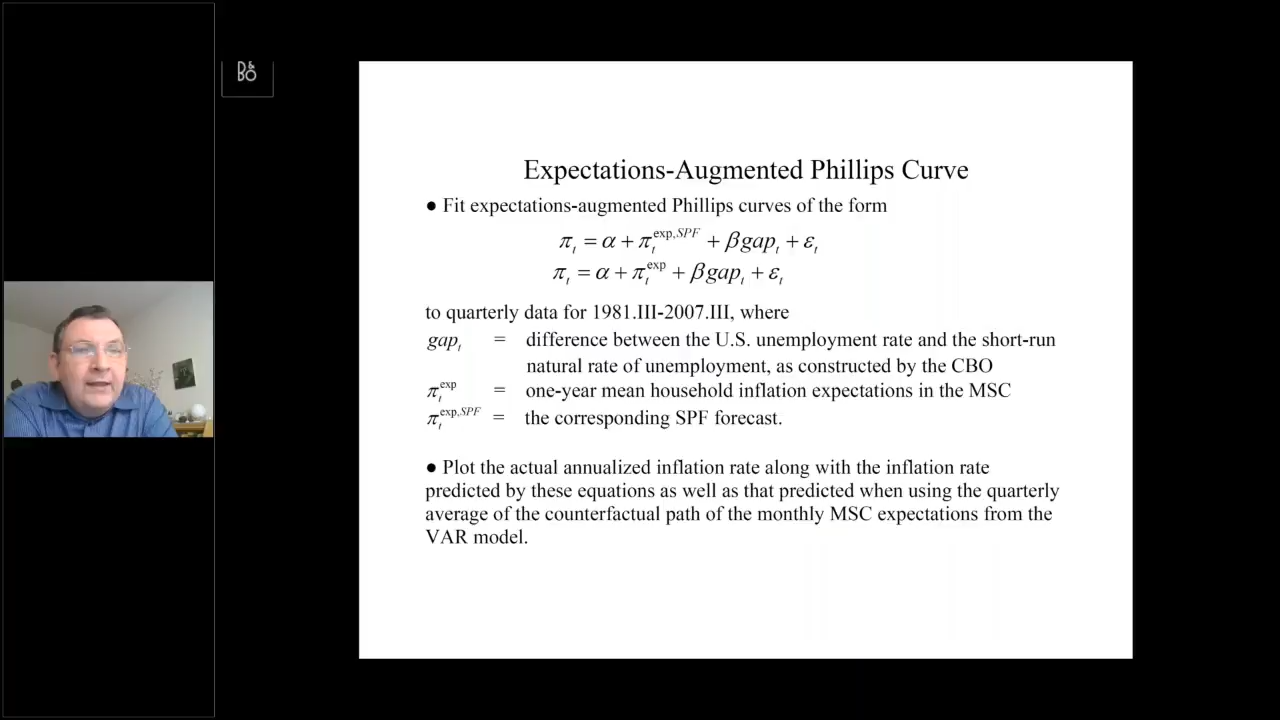 D&
BO
Expectations-Augmented Phillips Curve
● Fit expectations-augmented Phillips curves of the form
π_t = α + π_t^{exp,SPF} + βgap_t + ε_t
π_t = α + π_t^{exp} + βgap_t + ε_t
to quarterly data for 1981.III-2007.III, where
gap_t = difference between the U.S. unemployment rate and the short-run
natural rate of unemployment, as constructed by the CBO
π_t^{exp} = one-year mean household inflation expectations in the MSC
π_t^{exp,SPF} = the corresponding SPF forecast.
● Plot the actual annualized inflation rate along with the inflation rate
predicted by these equations as well as that predicted when using the quarterly
average of the counterfactual path of the monthly MSC expectations from the
VAR model.